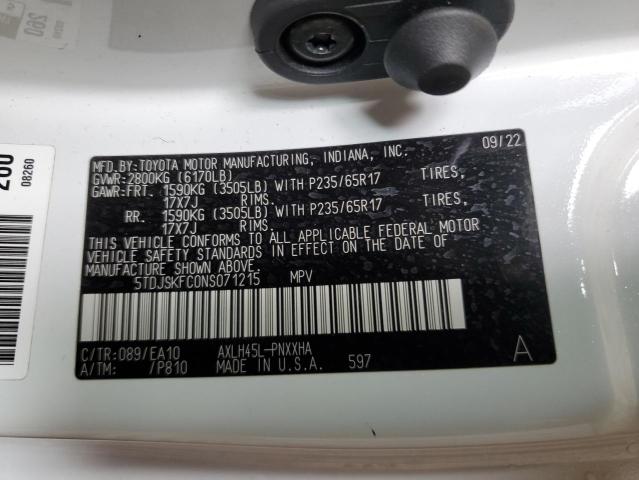 260
08260
260
MFD.BY:TOYOTA MOTOR MANUFACTURING, INDIANA, INC. 09/22
GVWR:2800KG (6170LB)
GAWR:FRT. 1590KG (3505LB) WITH P235/65R17 TIRES,
17X7J RIMS.
RR. 1590KG (3505LB) WITH P235/65R17 TIRES,
17X7J RIMS.
THIS VEHICLE CONFORMS TO ALL APPLICABLE FEDERAL MOTOR
VEHICLE SAFETY STANDARDS IN EFFECT ON THE DATE OF
MANUFACTURE SHOWN ABOVE.
5TDJSKFC0NS071215 MPV
C/TR:089/EA10 AXLH45L-PNXXHA
A/TM: /P810 MADE IN U.S.A. 597 A